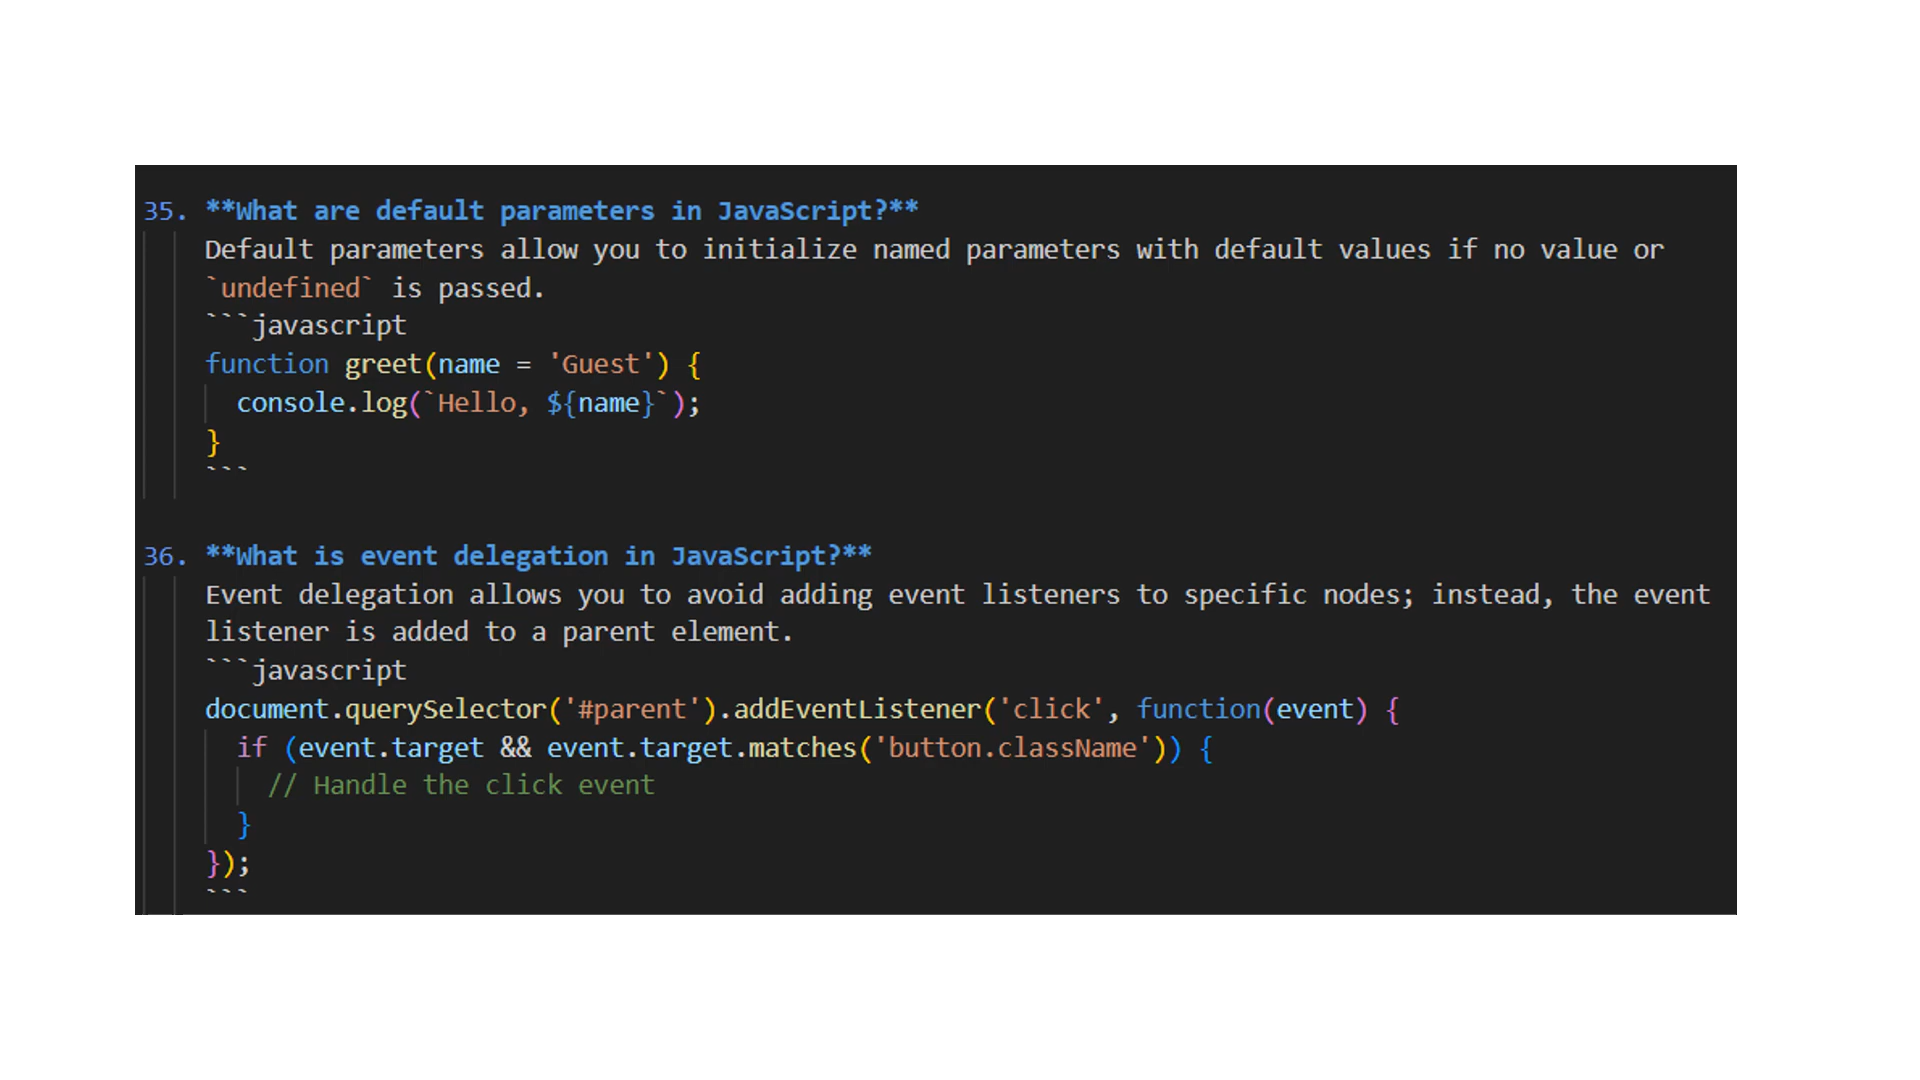 35. **What are default parameters in JavaScript?**
Default parameters allow you to initialize named parameters with default values if no value or
`undefined` is passed.
```javascript
function greet(name = 'Guest') {
  console.log(`Hello, ${name}`);
}
```
36. **What is event delegation in JavaScript?**
Event delegation allows you to avoid adding event listeners to specific nodes; instead, the event
listener is added to a parent element.
```javascript
document.querySelector('#parent').addEventListener('click', function(event) {
  if (event.target && event.target.matches('button.className')) {
    // Handle the click event
  }
});
```